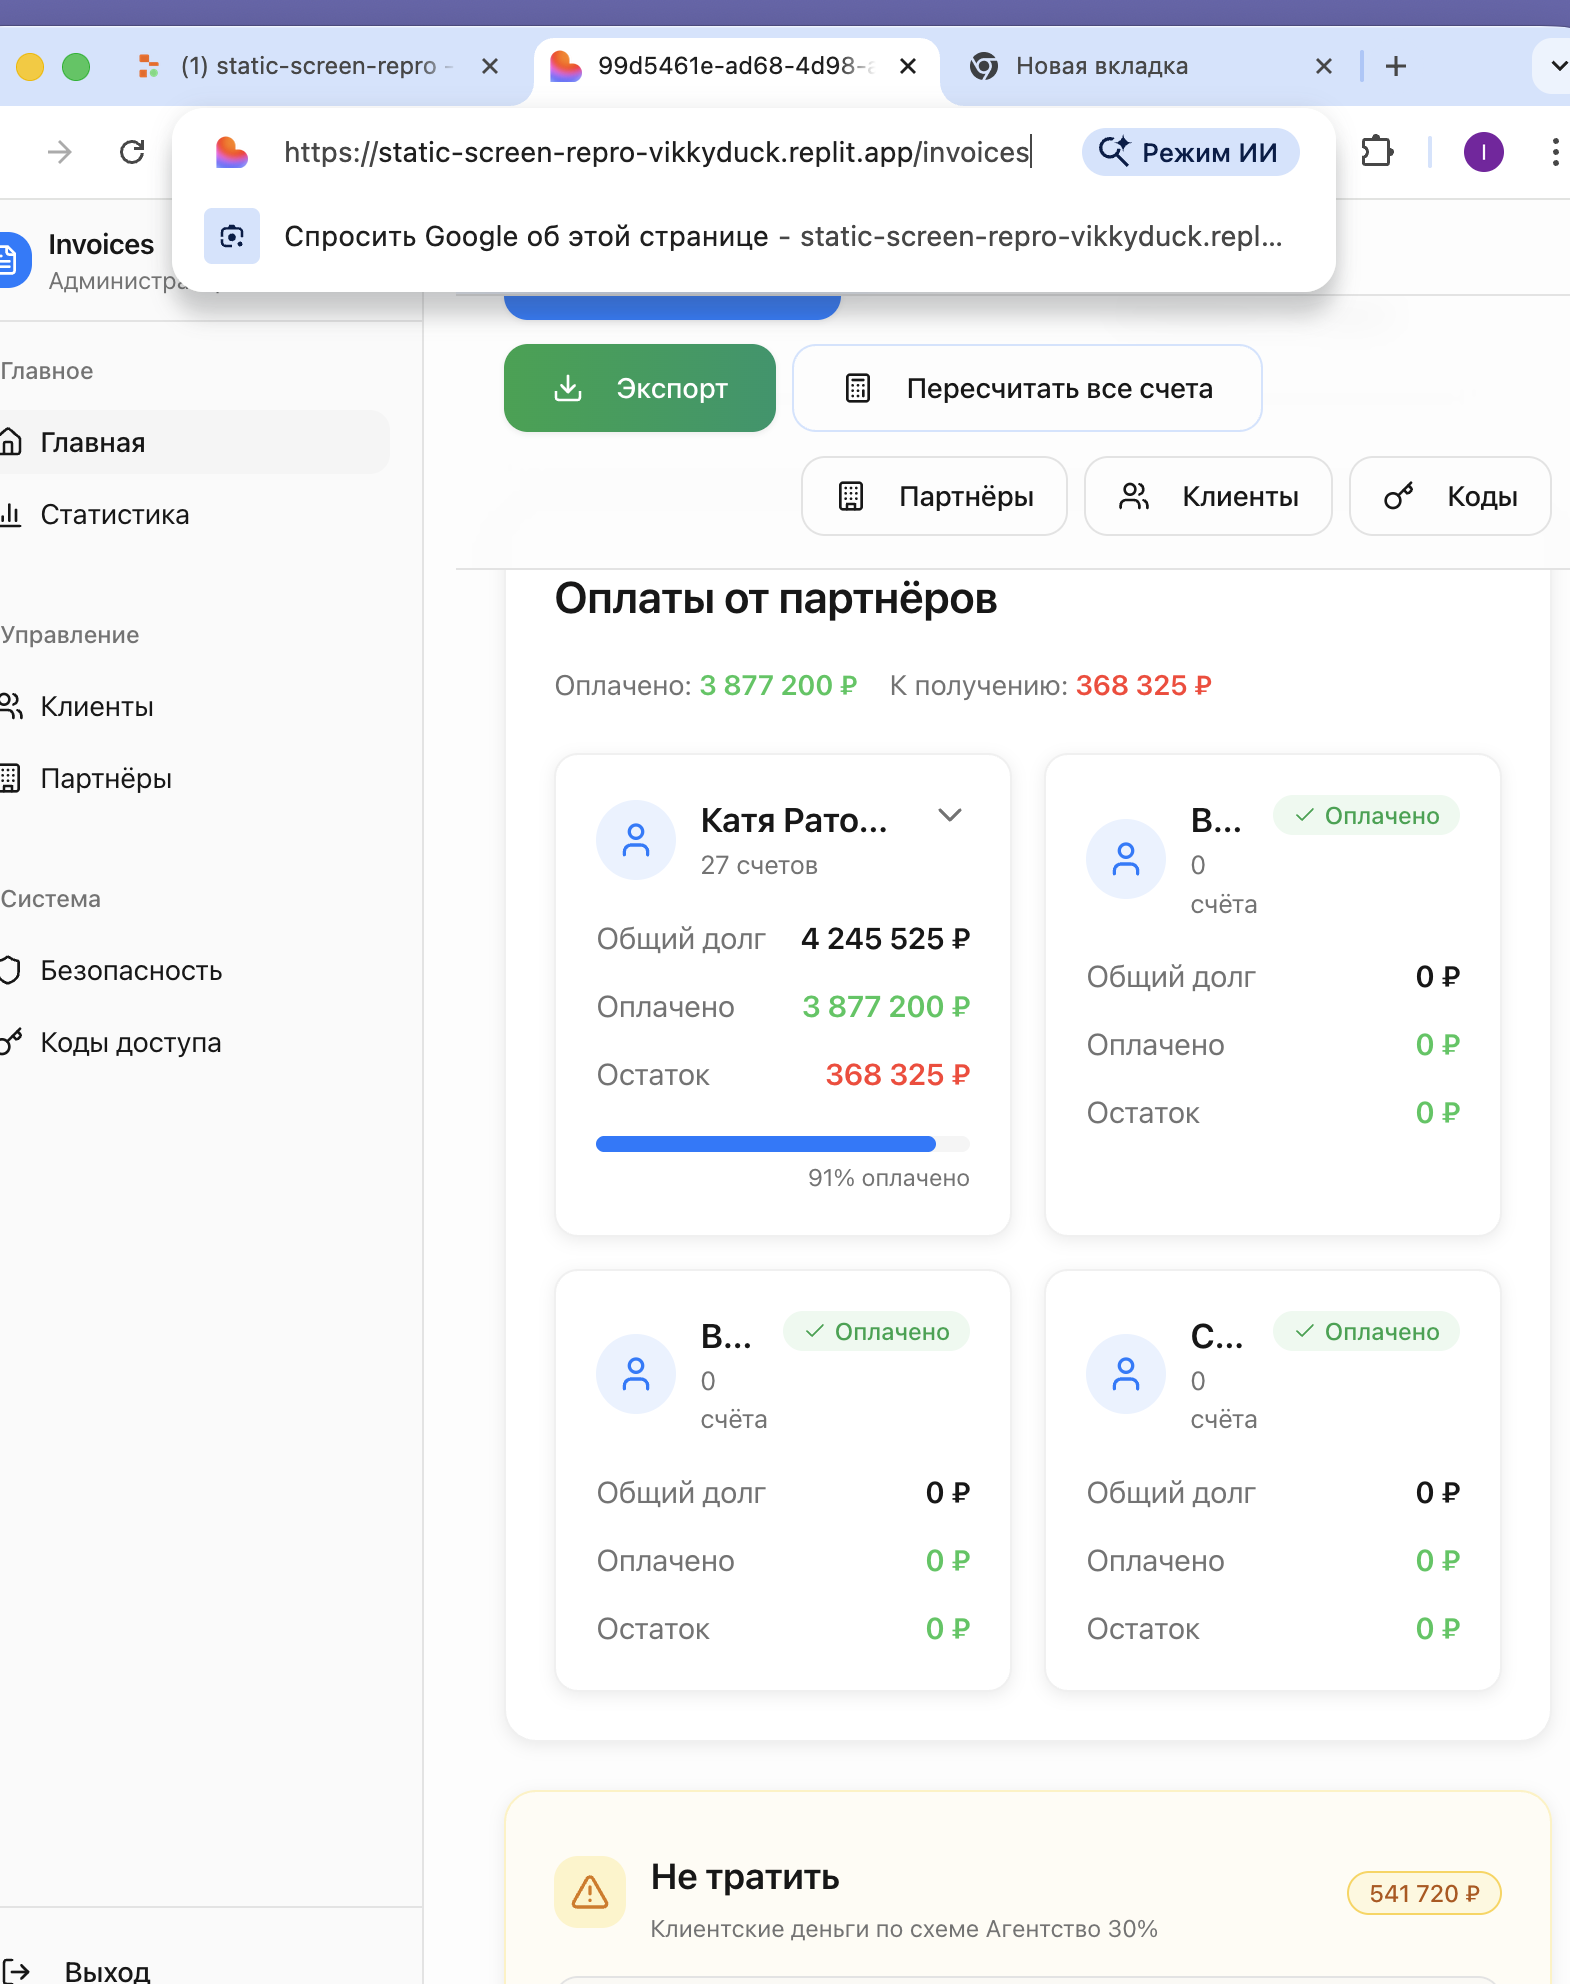 (1) static-screen-repro -
99d5461e-ad68-4d98-a
Новая вкладка
https://static-screen-repro-vikkyduck.replit.app/invoices
Режим ИИ
I
Спросить Google об этой странице - static-screen-repro-vikkyduck.repl...
Invoices
Администра
Главное
Главная
Статистика
Управление
Клиенты
Партнёры
Система
Безопасность
Коды доступа
Выход
Экспорт
Пересчитать все счета
Партнёры
Клиенты
Коды
Оплаты от партнёров
Оплачено: 3 877 200 ₽ К получению: 368 325 ₽
Катя Рато...
27 счетов
Общий долг 4 245 525 ₽
Оплачено 3 877 200 ₽
Остаток 368 325 ₽
91% оплачено
В...
Оплачено
0
счёта
Общий долг 0 ₽
Оплачено 0 ₽
Остаток 0 ₽
В...
Оплачено
0
счёта
Общий долг 0 ₽
Оплачено 0 ₽
Остаток 0 ₽
С...
Оплачено
0
счёта
Общий долг 0 ₽
Оплачено 0 ₽
Остаток 0 ₽
Не тратить
541 720 ₽
Клиентские деньги по схеме Агентство 30%